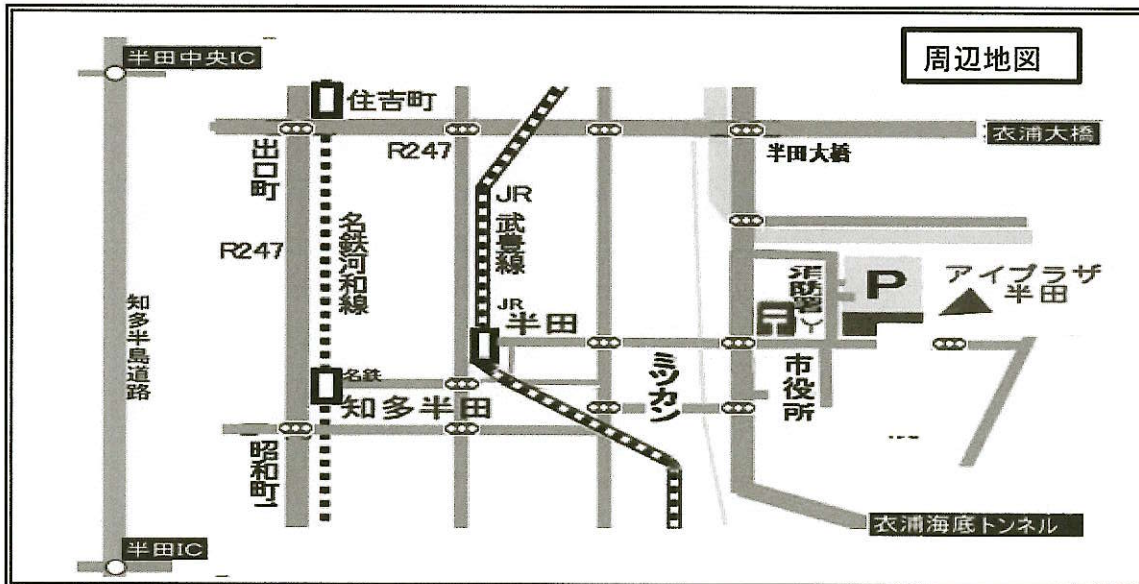 周辺地図
半田中央IC
住吉町
衣浦大橋
出口町
R247
半田大橋
JR
武豊線
名鉄河和線
R247
消防署
P
アイプラザ
半田
知多半島道路
JR
半田
ミツカン
市役所
名鉄
知多半田
昭和町1
衣浦海底トンネル
半田IC